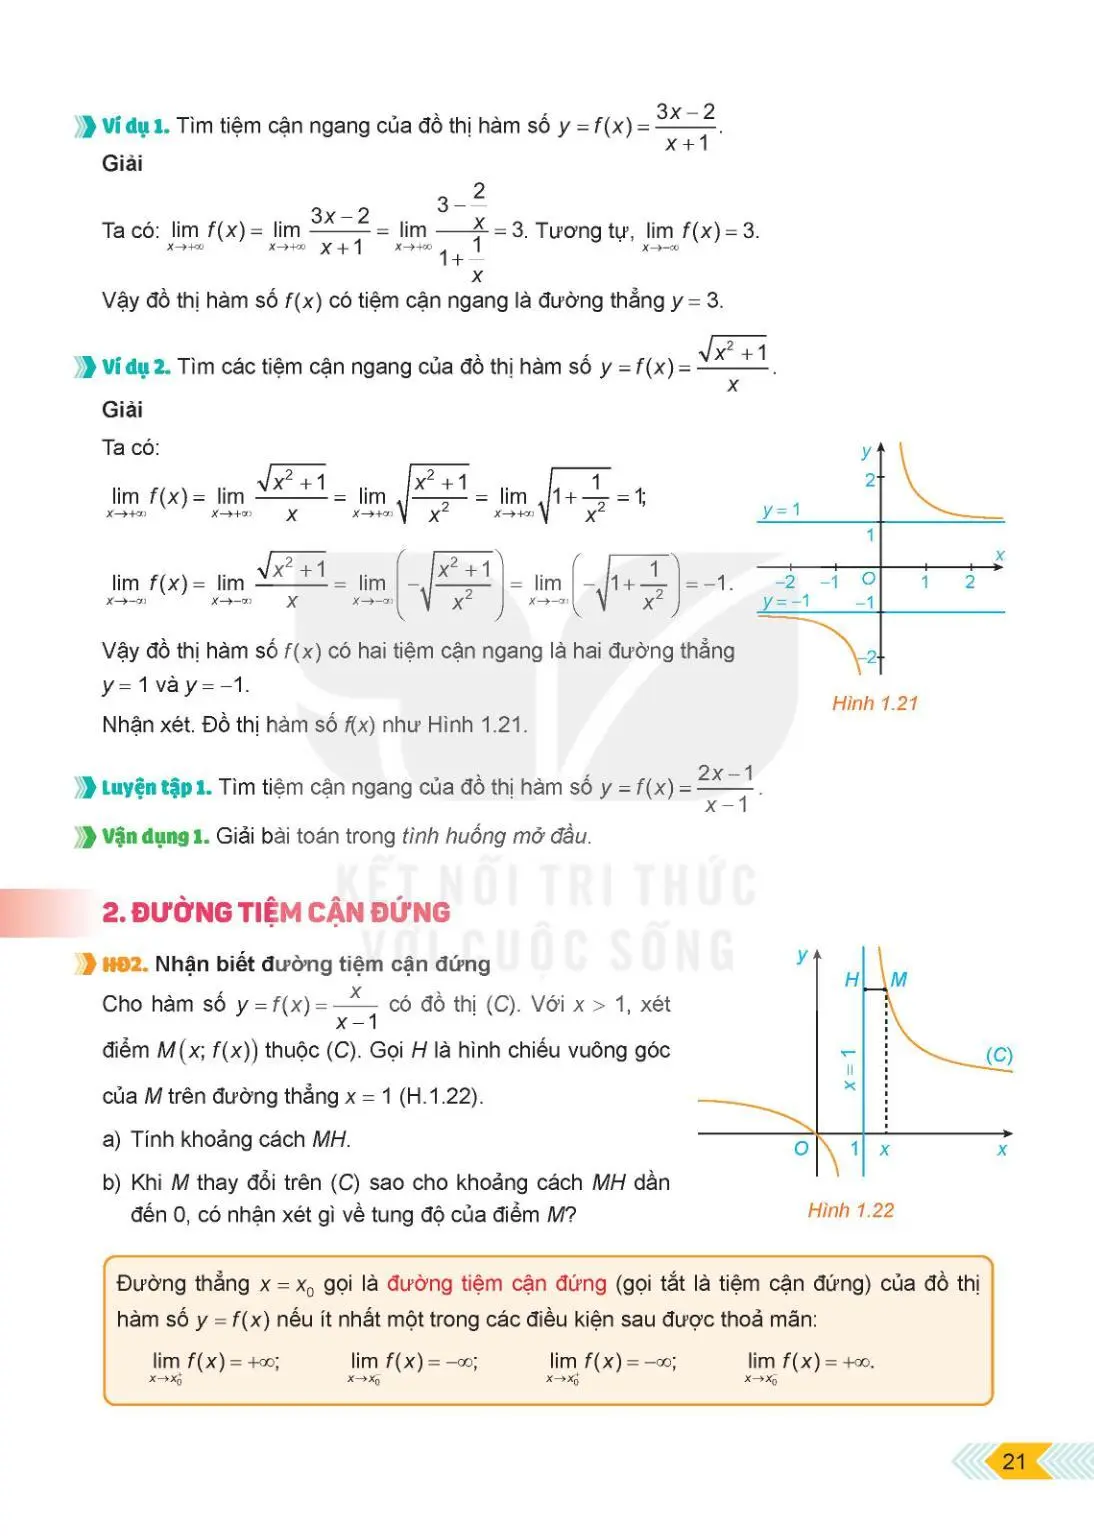 Ví dụ 1. Tìm tiệm cận ngang của đồ thị hàm số y = f(x) = (3x − 2)/(x + 1).
Giải
Ta có: lim_{x→+∞} f(x) = lim_{x→+∞} (3x − 2)/(x + 1) = lim_{x→+∞} (3 − 2/x)/(1 + 1/x) = 3. Tương tự, lim_{x→−∞} f(x) = 3.
Vậy đồ thị hàm số f(x) có tiệm cận ngang là đường thẳng y = 3.
Ví dụ 2. Tìm các tiệm cận ngang của đồ thị hàm số y = f(x) = √(x² + 1)/x.
Giải
Ta có:
lim_{x→+∞} f(x) = lim_{x→+∞} √(x² + 1)/x = lim_{x→+∞} √((x² + 1)/x²) = lim_{x→+∞} √(1 + 1/x²) = 1;
lim_{x→−∞} f(x) = lim_{x→−∞} √(x² + 1)/x = lim_{x→−∞} (−√((x² + 1)/x²)) = lim_{x→−∞} (−√(1 + 1/x²)) = −1.
Vậy đồ thị hàm số f(x) có hai tiệm cận ngang là hai đường thẳng
y = 1 và y = −1.
Nhận xét. Đồ thị hàm số f(x) như Hình 1.21.
y
2
y = 1
1
x
−2 −1 O 1 2
y = −1 −1
−2
Hình 1.21
Luyện tập 1. Tìm tiệm cận ngang của đồ thị hàm số y = f(x) = (2x − 1)/(x − 1).
Vận dụng 1. Giải bài toán trong tình huống mở đầu.
KẾT NỐI TRI THỨC
VỚI CUỘC SỐNG
2. ĐƯỜNG TIỆM CẬN ĐỨNG
HĐ2. Nhận biết đường tiệm cận đứng
Cho hàm số y = f(x) = x/(x − 1) có đồ thị (C). Với x > 1, xét
điểm M(x; f(x)) thuộc (C). Gọi H là hình chiếu vuông góc
của M trên đường thẳng x = 1 (H.1.22).
a) Tính khoảng cách MH.
b) Khi M thay đổi trên (C) sao cho khoảng cách MH dần
đến 0, có nhận xét gì về tung độ của điểm M?
y
H M
(C)
x = 1
O 1 x x
Hình 1.22
Đường thẳng x = x₀ gọi là đường tiệm cận đứng (gọi tắt là tiệm cận đứng) của đồ thị
hàm số y = f(x) nếu ít nhất một trong các điều kiện sau được thoả mãn:
lim_{x→x₀⁺} f(x) = +∞; lim_{x→x₀⁻} f(x) = −∞; lim_{x→x₀⁺} f(x) = −∞; lim_{x→x₀⁻} f(x) = +∞.
21